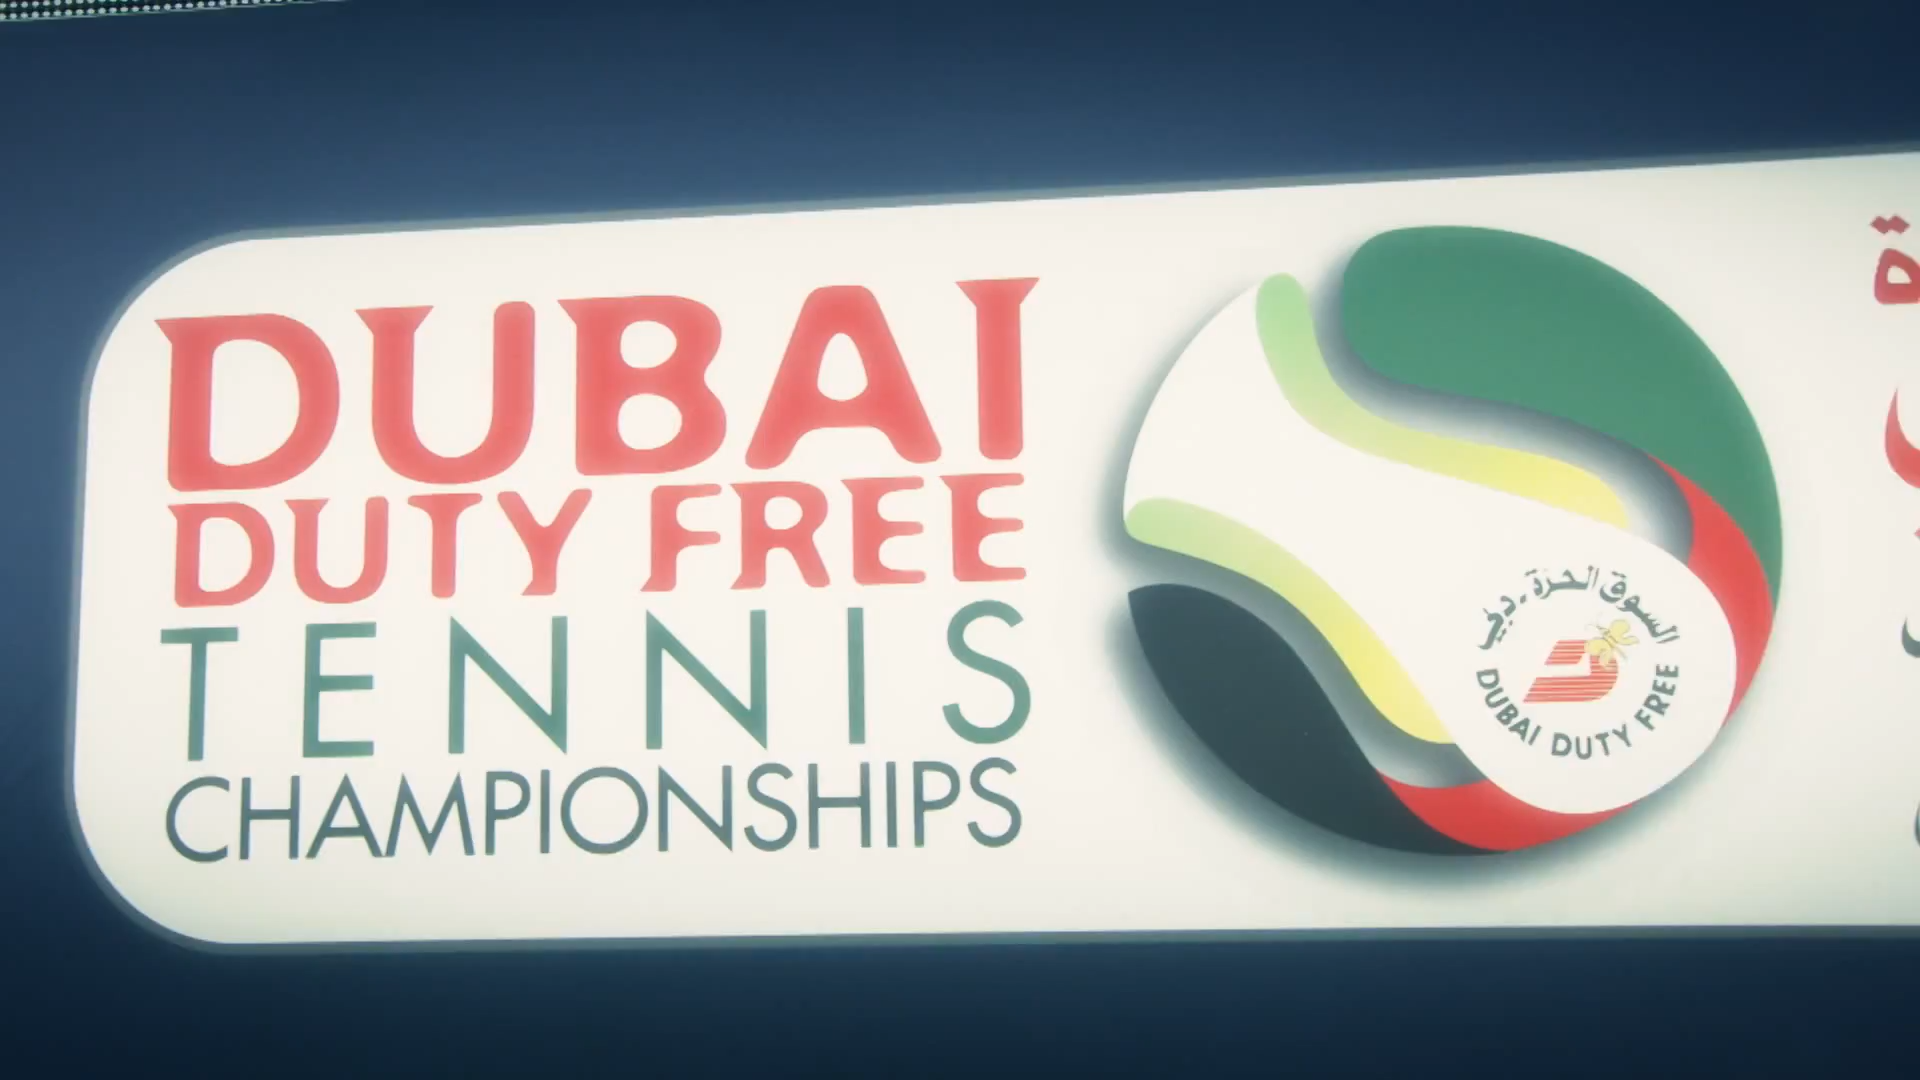 DUBAI
DUTY FREE
TENNIS
CHAMPIONSHIPS
السوق الحرة . دبي
DUBAI DUTY FREE